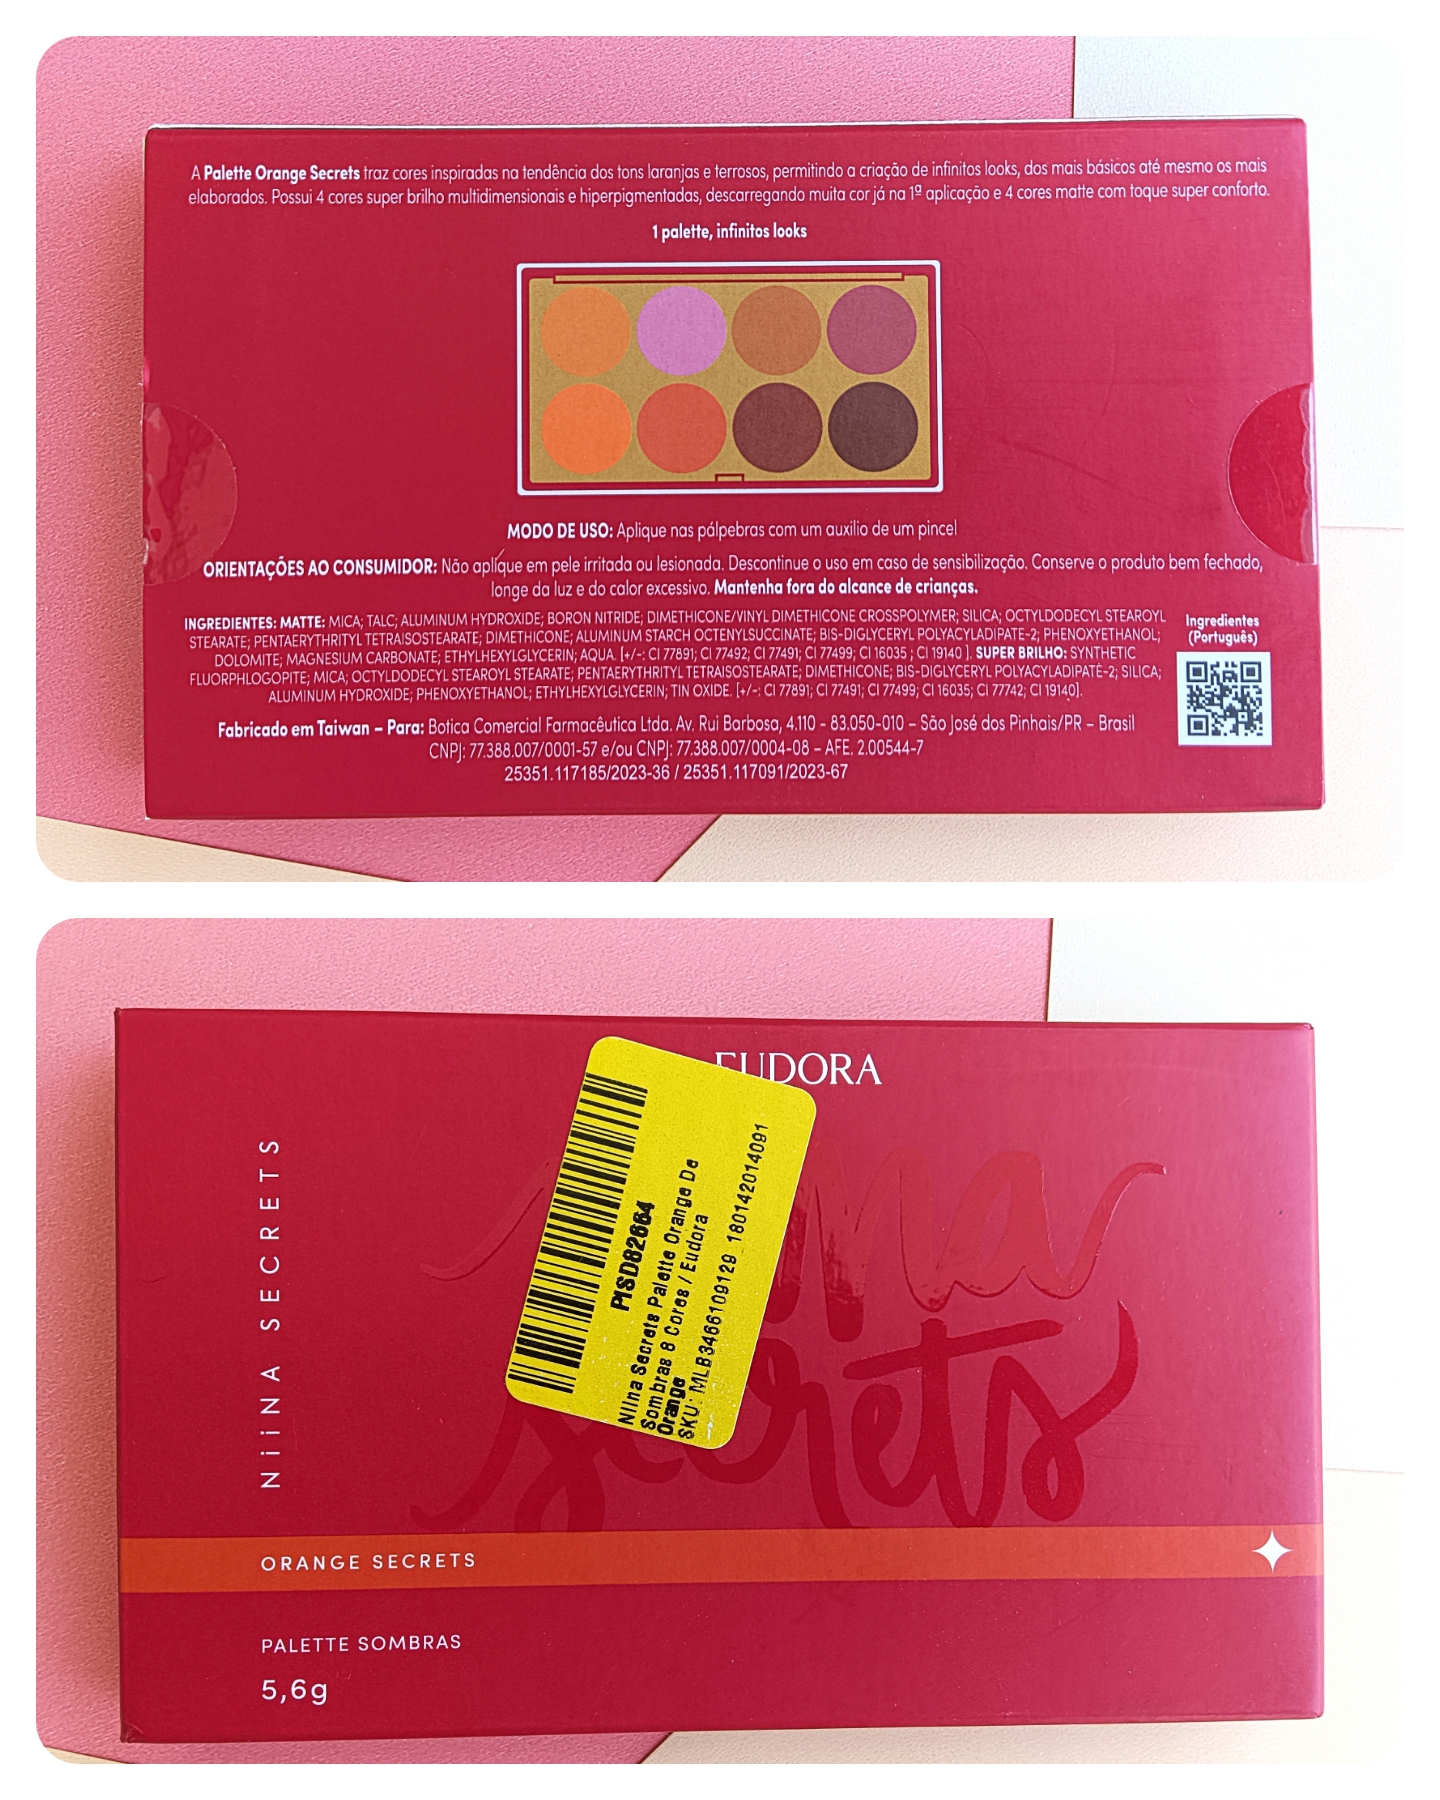 A Palette Orange Secrets traz cores inspiradas na tendência dos tons laranjas e terrosos, permitindo a criação de infinitos looks, dos mais básicos até mesmo os mais
elaborados. Possui 4 cores super brilho multidimensionais e hiperpigmentadas, descarregando muita cor já na 1ª aplicação e 4 cores matte com toque super conforto.
1 palette, infinitos looks
MODO DE USO: Aplique nas pálpebras com um auxilio de um pincel
ORIENTAÇÕES AO CONSUMIDOR: Não aplique em pele irritada ou lesionada. Descontinue o uso em caso de sensibilização. Conserve o produto bem fechado,
longe da luz e do calor excessivo. Mantenha fora do alcance de crianças.
INGREDIENTES: MATTE: MICA; TALC; ALUMINUM HYDROXIDE; BORON NITRIDE; DIMETHICONE/VINYL DIMETHICONE CROSSPOLYMER; SILICA; OCTYLDODECYL STEAROYL
STEARATE; PENTAERYTHRITYL TETRAISOSTEARATE; DIMETHICONE; ALUMINUM STARCH OCTENYLSUCCINATE; BIS-DIGLYCERYL POLYACYLADIPATE-2; PHENOXYETHANOL;
DOLOMITE; MAGNESIUM CARBONATE; ETHYLHEXYLGLYCERIN; AQUA. [+/-: CI 77891; CI 77492; CI 77491; CI 77499; CI 16035 ; CI 19140 ]. SUPER BRILHO: SYNTHETIC
FLUORPHLOGOPITE; MICA; OCTYLDODECYL STEAROYL STEARATE; PENTAERYTHRITYL TETRAISOSTEARATE; DIMETHICONE; BIS-DIGLYCERYL POLYACYLADIPATE-2; SILICA;
ALUMINUM HYDROXIDE; PHENOXYETHANOL; ETHYLHEXYLGLYCERIN; TIN OXIDE. [+/-: CI 77891; CI 77491; CI 77499; CI 16035; CI 77742; CI 19140].
Ingredientes
(Português)
Fabricado em Taiwan – Para: Botica Comercial Farmacêutica Ltda. Av. Rui Barbosa, 4.110 - 83.050-010 – São José dos Pinhais/PR – Brasil
CNPJ: 77.388.007/0001-57 e/ou CNPJ: 77.388.007/0004-08 – AFE. 2.00544-7
25351.117185/2023-36 / 25351.117091/2023-67
EUDORA
NiiNA SECRETS
PISD82664
Niina Secrets Palette Orange De
Sombras 8 Cores / Eudora
Orange
SKU: MLB3466109129 180142014091
secrets
ORANGE SECRETS
PALETTE SOMBRAS
5,6g